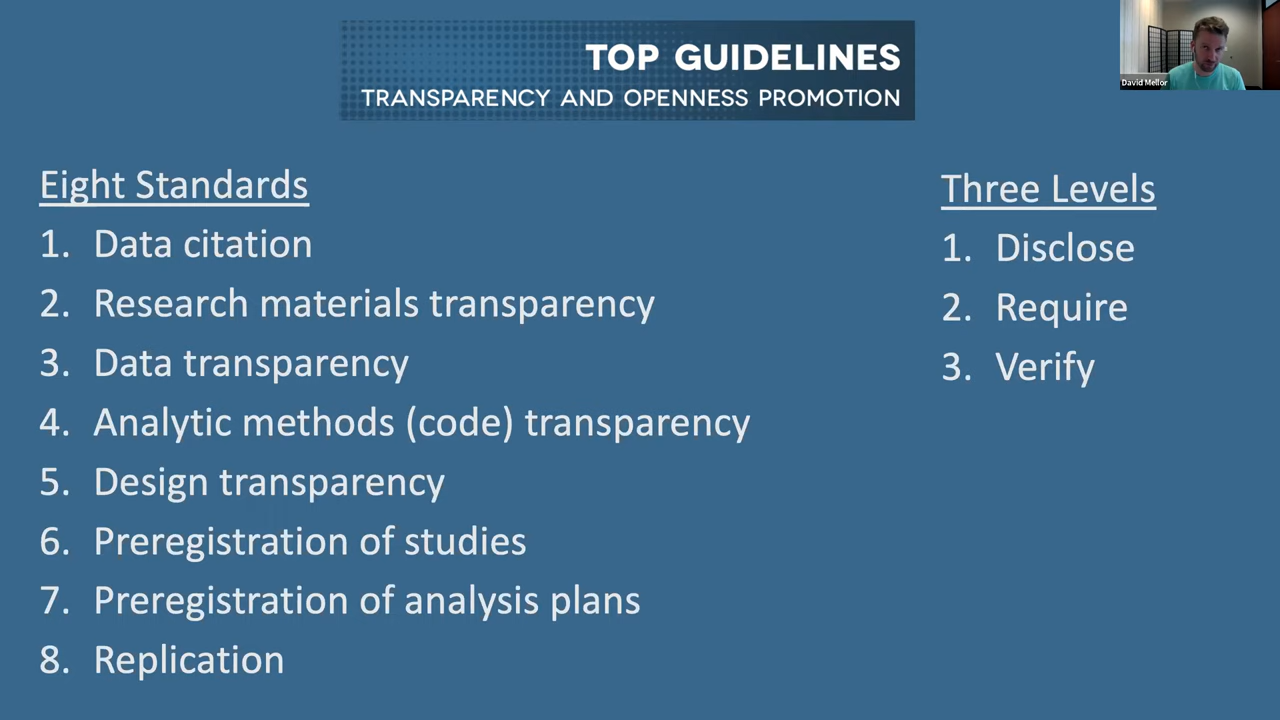 TOP GUIDELINES
TRANSPARENCY AND OPENNESS PROMOTION
David Mellor
Eight Standards
1. Data citation
2. Research materials transparency
3. Data transparency
4. Analytic methods (code) transparency
5. Design transparency
6. Preregistration of studies
7. Preregistration of analysis plans
8. Replication
Three Levels
1. Disclose
2. Require
3. Verify